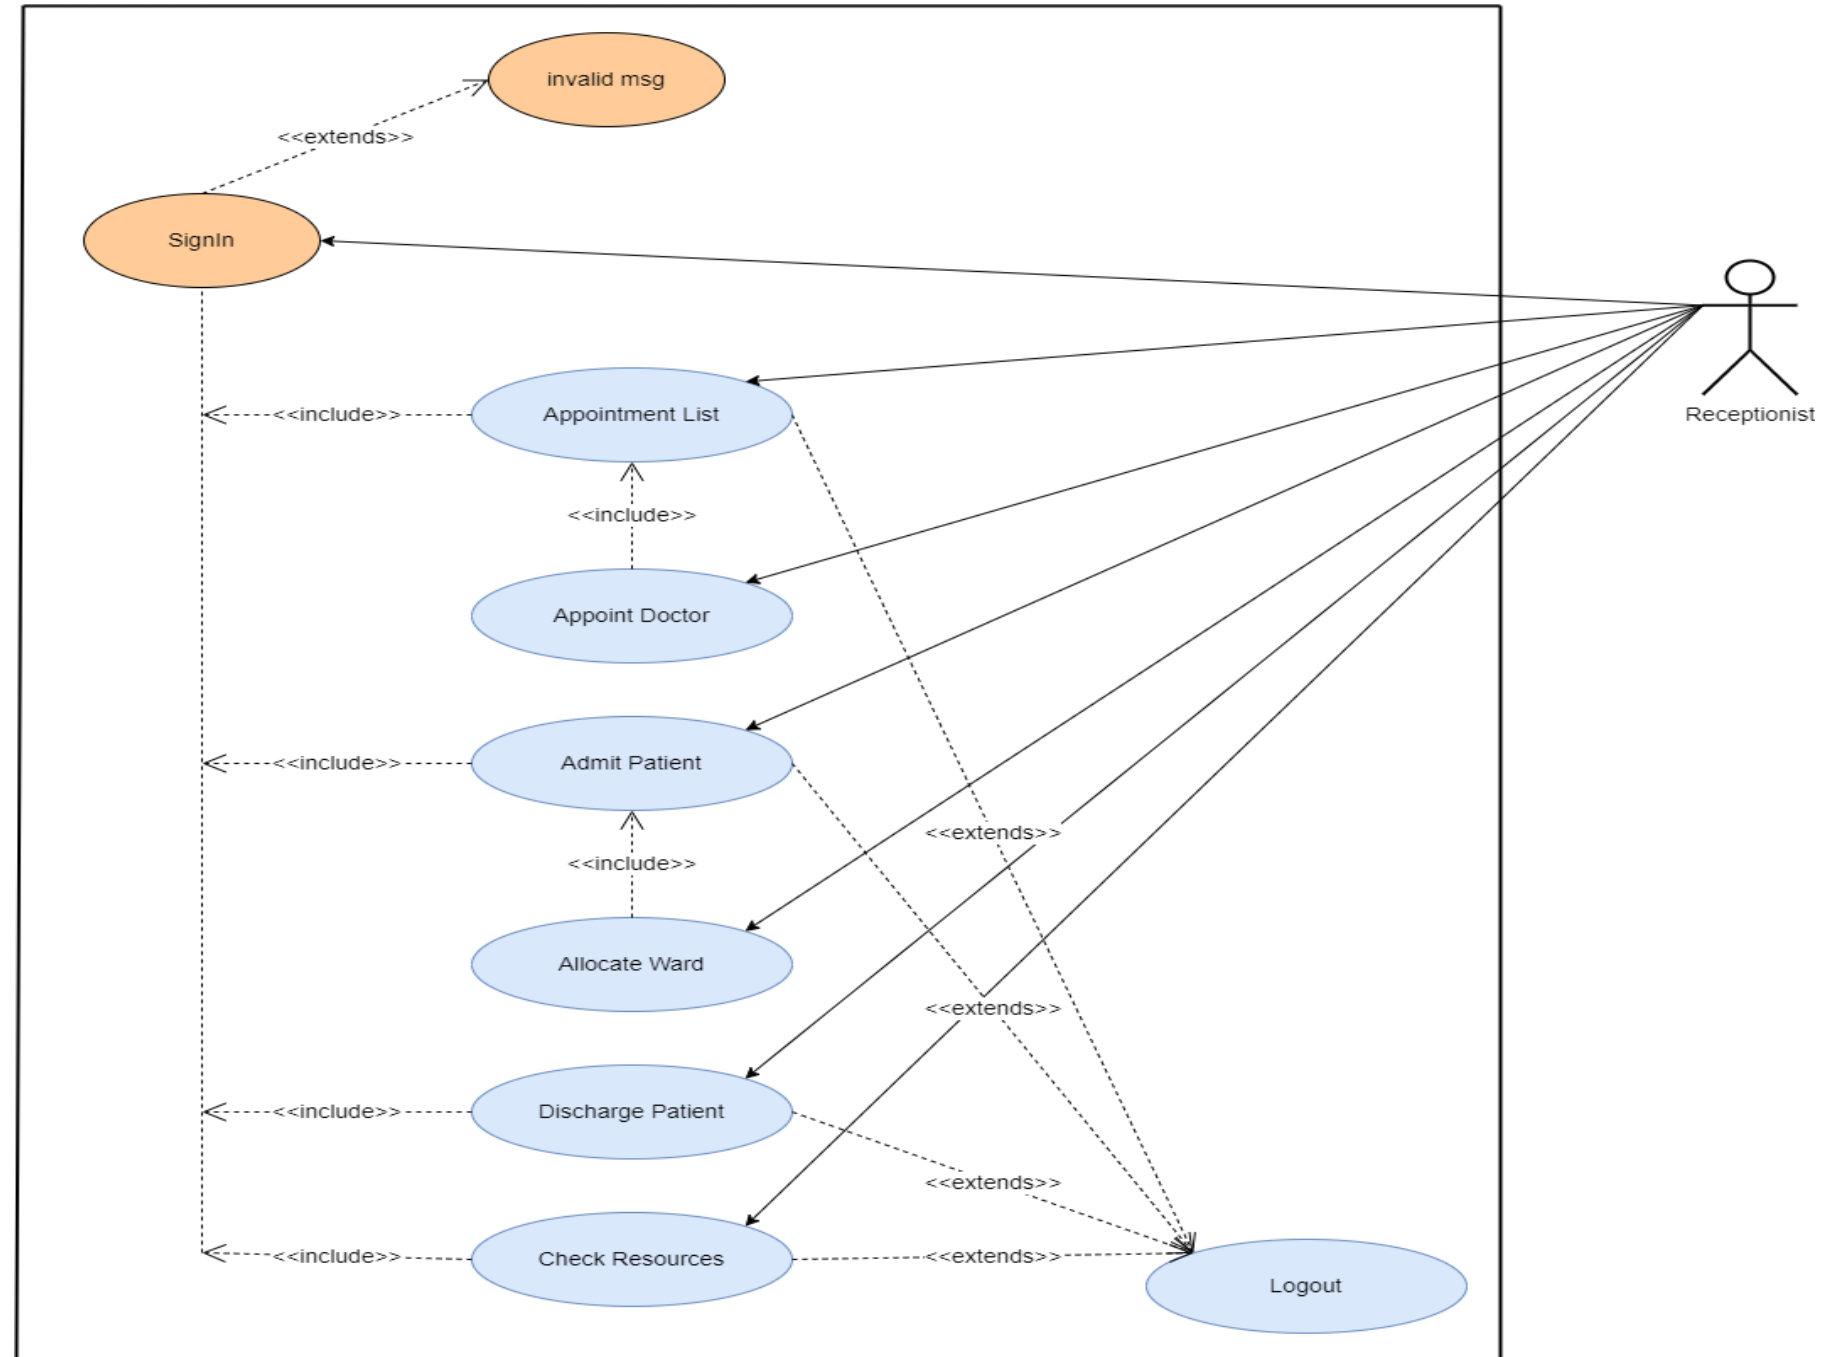 invalid msg
<<extends>>
SignIn
Receptionist
<<include>>
Appointment List
<<include>>
Appoint Doctor
<<include>>
Admit Patient
<<extends>>
<<include>>
Allocate Ward
<<extends>>
<<include>>
Discharge Patient
<<extends>>
<<include>>
Check Resources
<<extends>>
Logout